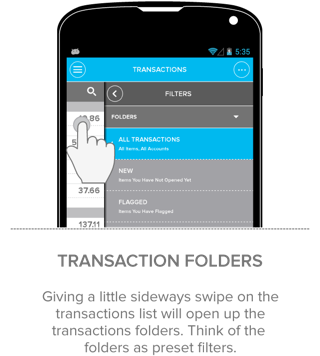 5:35
TRANSACTIONS
FILTERS
FOLDERS
ALL TRANSACTIONS
All Items, All Accounts
NEW
Items You Have Not Opened Yet
37.66
FLAGGED
Items You Have Flagged
137.11
TRANSACTION FOLDERS
Giving a little sideways swipe on the
transactions list will open up the
transactions folders. Think of the
folders as preset filters.